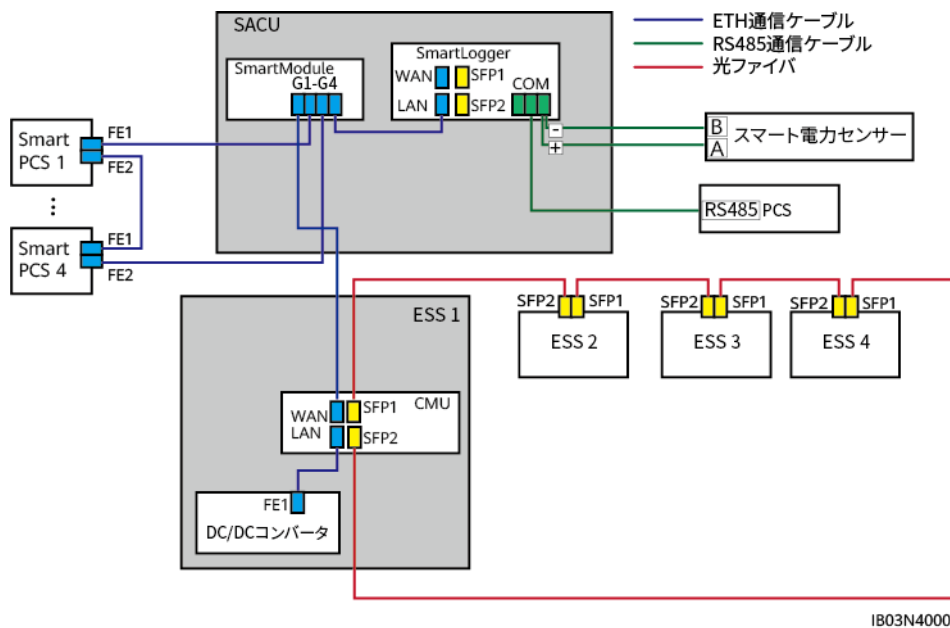 SACU
ETH通信ケーブル
RS485通信ケーブル
光ファイバ
SmartLogger
WAN
SFP1
LAN
SFP2
COM
SmartModule
G1-G4
Smart
PCS 1
FE1
FE2
⋮
Smart
PCS 4
FE1
FE2
-
+
B
A
スマート電力センサー
RS485 PCS
ESS 1
CMU
WAN
SFP1
LAN
SFP2
FE1
DC/DCコンバータ
SFP2
SFP1
ESS 2
SFP2
SFP1
ESS 3
SFP2
SFP1
ESS 4
IB03N4000